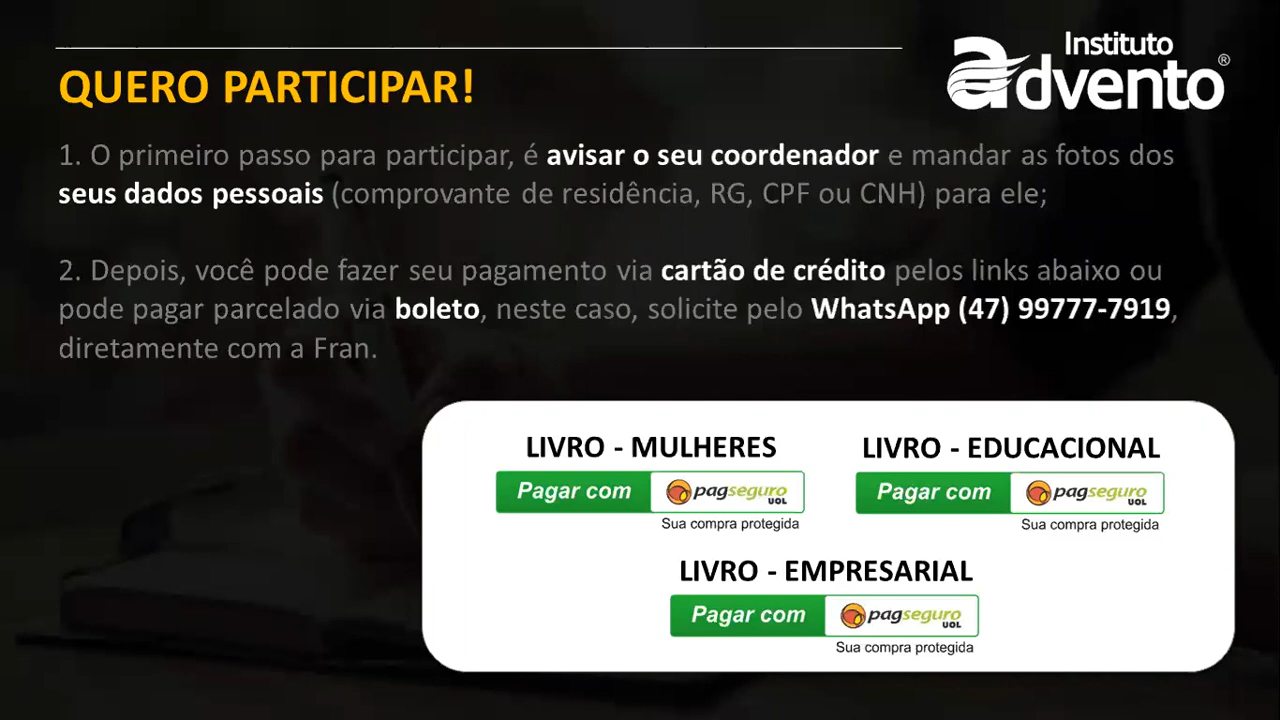 Instituto
advento®
QUERO PARTICIPAR!
1. O primeiro passo para participar, é avisar o seu coordenador e mandar as fotos dos
seus dados pessoais (comprovante de residência, RG, CPF ou CNH) para ele;
2. Depois, você pode fazer seu pagamento via cartão de crédito pelos links abaixo ou
pode pagar parcelado via boleto, neste caso, solicite pelo WhatsApp (47) 99777-7919,
diretamente com a Fran.
LIVRO - MULHERES
Pagar com pagseguro
UOL
Sua compra protegida
LIVRO - EDUCACIONAL
Pagar com pagseguro
UOL
Sua compra protegida
LIVRO - EMPRESARIAL
Pagar com pagseguro
UOL
Sua compra protegida